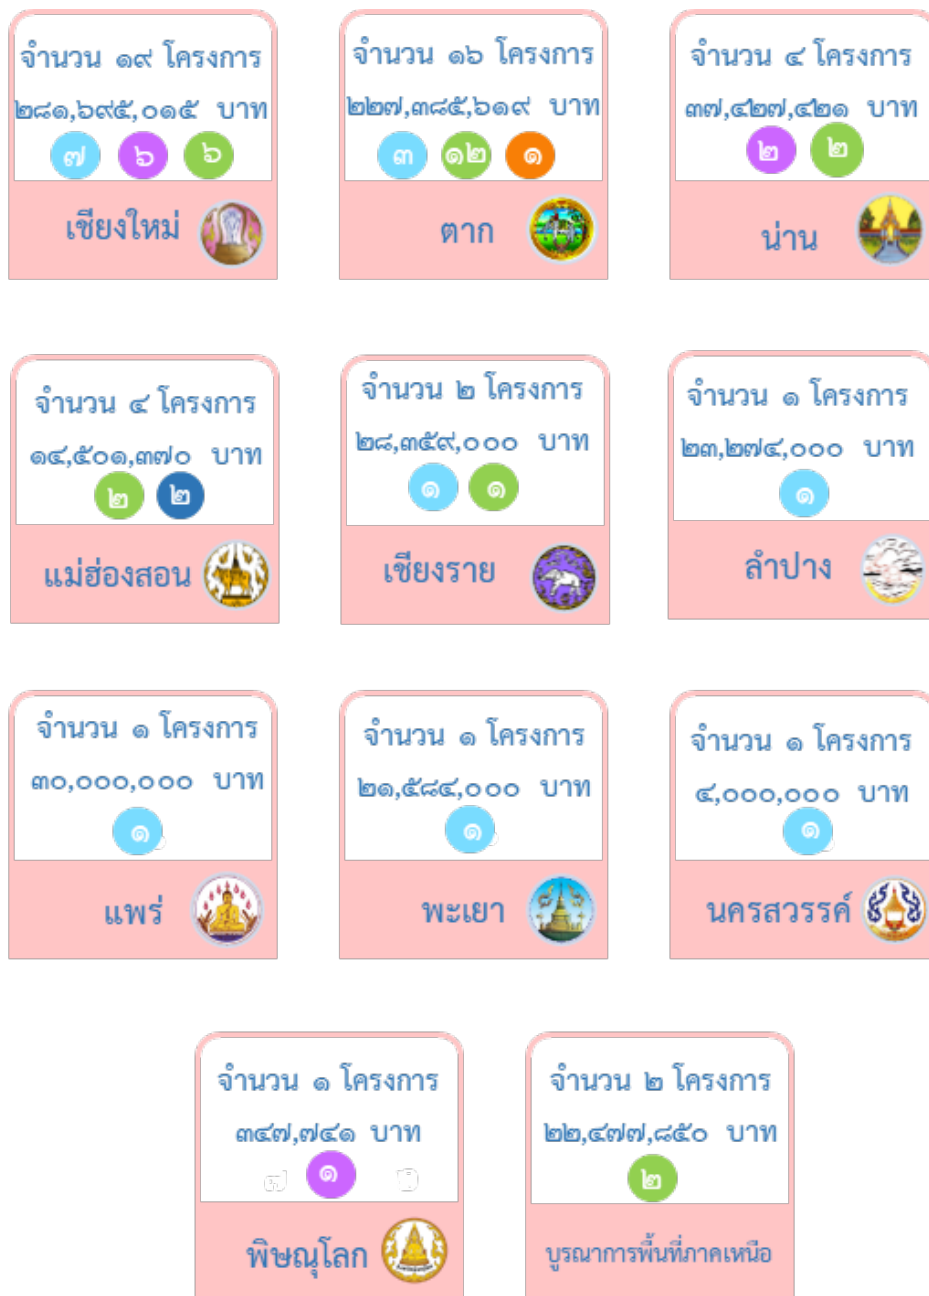 จำนวน ๑๙ โครงการ
๒๘๑,๖๙๕,๐๑๕ บาท
๗ ๖ ๖
เชียงใหม่
จำนวน ๑๖ โครงการ
๒๒๗,๓๘๕,๖๑๙ บาท
๓ ๑๒ ๑
ตาก
จำนวน ๔ โครงการ
๓๗,๔๒๗,๔๒๑ บาท
๒ ๒
น่าน
จำนวน ๔ โครงการ
๑๔,๕๐๑,๓๗๐ บาท
๒ ๒
แม่ฮ่องสอน
จำนวน ๒ โครงการ
๒๘,๓๕๙,๐๐๐ บาท
๑ ๑
เชียงราย
จำนวน ๑ โครงการ
๒๓,๒๗๔,๐๐๐ บาท
๑
ลำปาง
จำนวน ๑ โครงการ
๓๐,๐๐๐,๐๐๐ บาท
๑
แพร่
จำนวน ๑ โครงการ
๒๑,๕๘๔,๐๐๐ บาท
๑
พะเยา
จำนวน ๑ โครงการ
๔,๐๐๐,๐๐๐ บาท
๑
นครสวรรค์
จำนวน ๑ โครงการ
๓๔๗,๗๔๑ บาท
๑
พิษณุโลก
จำนวน ๒ โครงการ
๒๒,๔๗๗,๘๕๐ บาท
๒
บูรณาการพื้นที่ภาคเหนือ